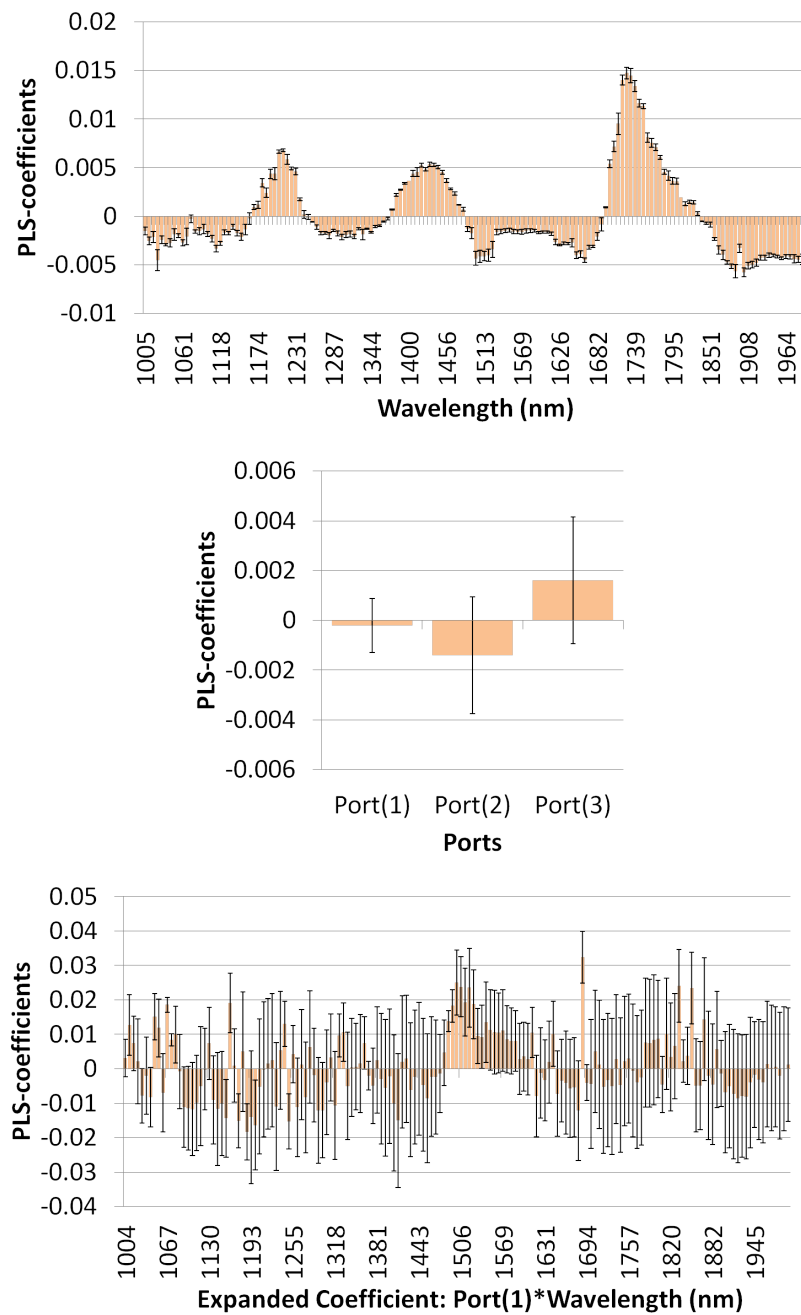 0.02
0.015
0.01
0.005
0
-0.005
-0.01
PLS-coefficients
1005 1061 1118 1174 1231 1287 1344 1400 1456 1513 1569 1626 1682 1739 1795 1851 1908 1964
Wavelength (nm)
0.006
0.004
0.002
0
-0.002
-0.004
-0.006
PLS-coefficients
Port(1) Port(2) Port(3)
Ports
0.05
0.04
0.03
0.02
0.01
0
-0.01
-0.02
-0.03
-0.04
PLS-coefficients
1004 1067 1130 1193 1255 1318 1381 1443 1506 1569 1631 1694 1757 1820 1882 1945
Expanded Coefficient: Port(1)*Wavelength (nm)